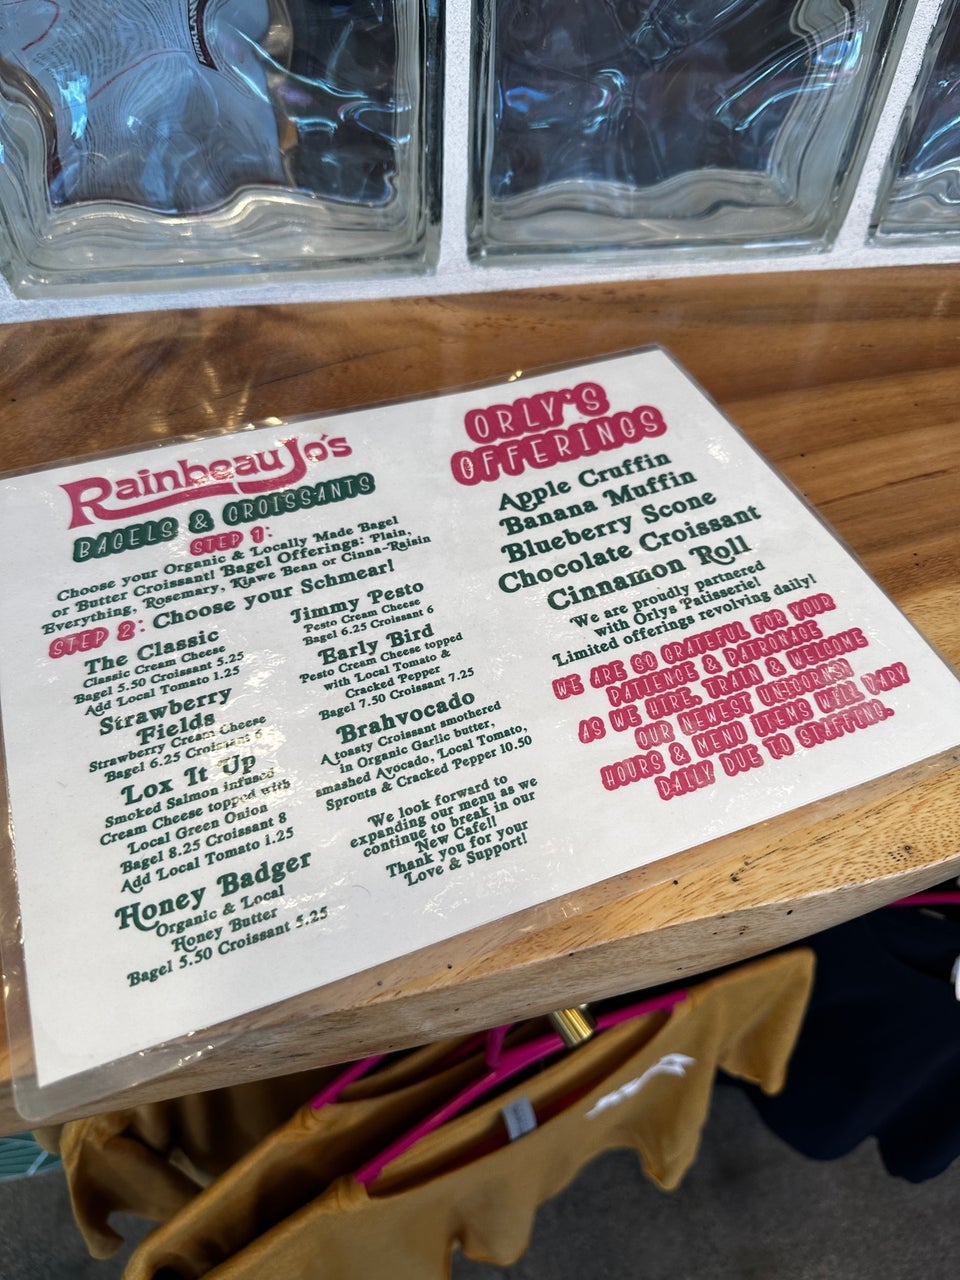 Rainbeau Jo's
BAGELS & CROISSANTS
STEP 1:
Choose your Organic & Locally Made Bagel
or Butter Croissant! Bagel Offerings: Plain,
Everything, Rosemary, Kiawe Bean or Cinna-Raisin
STEP 2: Choose your Schmear!
The Classic
Classic Cream Cheese
Bagel 5.50 Croissant 5.25
Add Local Tomato 1.25
Strawberry
Fields
Strawberry Cream Cheese
Bagel 6.25 Croissant 6
Lox It Up
Smoked Salmon infused
Cream Cheese topped with
Local Green Onion
Bagel 8.25 Croissant 8
Add Local Tomato 1.25
Honey Badger
Organic & Local
Honey Butter
Bagel 5.50 Croissant 5.25
Jimmy Pesto
Pesto Cream Cheese
Bagel 6.25 Croissant 6
Early Bird
Pesto Cream Cheese topped
with Local Tomato &
Cracked Pepper
Bagel 7.50 Croissant 7.25
Brahvocado
A toasty Croissant smothered
in Organic Garlic butter,
smashed Avocado, Local Tomato,
Sprouts & Cracked Pepper 10.50
We look forward to
expanding our menu as we
continue to break in our
New Cafe!!
Thank you for your
Love & Support!
ORLY'S
OFFERINGS
Apple Cruffin
Banana Muffin
Blueberry Scone
Chocolate Croissant
Cinnamon Roll
*We are proudly partnered
with Orlys Patisserie!
Limited offerings revolving daily!
WE ARE SO GRATEFUL FOR YOUR
PATIENCE & PATRONAGE
AS WE HIRE, TRAIN & WELCOME
OUR NEWEST UNICORNS!
HOURS & MENU ITEMS WILL VARY
DAILY DUE TO STAFFING.